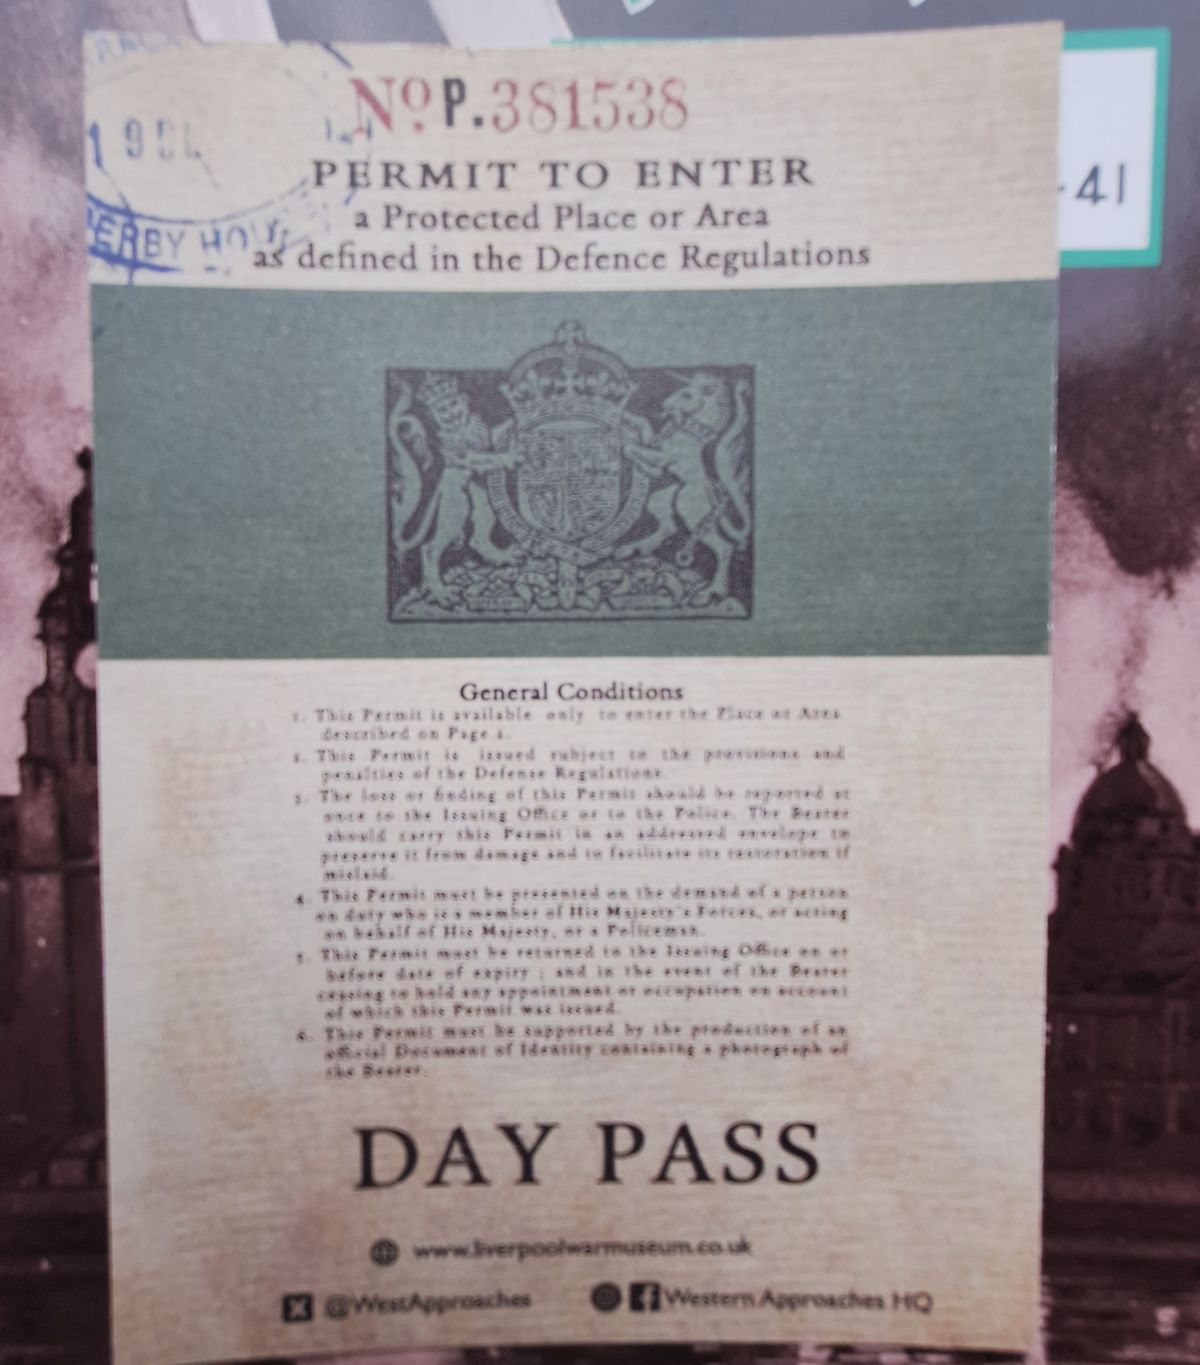 19
ERBY HOU
No P. 381538
PERMIT TO ENTER
a Protected Place or Area
as defined in the Defence Regulations
-41
General Conditions
1. This Permit is available only to enter the Place or Area
described on Page 1.
2. This Permit is issued subject to the provisions and
penalties of the Defense Regulations.
3. The loss or finding of this Permit should be reported at
once to the Issuing Office or to the Police. The Bearer
should carry this Permit in an addressed envelope to
preserve it from damage and to facilitate its restoration if
mislaid.
4. This Permit must be presented on the demand of a person
on duty who is a member of His Majesty's Forces, or acting
on behalf of His Majesty, or a Policeman.
5. This Permit must be returned to the Issuing Office on or
before date of expiry ; and in the event of the Bearer
ceasing to hold any appointment or occupation on account
of which this Permit was issued.
6. This Permit must be supported by the production of an
official Document of Identity containing a photograph of
the Bearer.
DAY PASS
www.liverpoolwarmuseum.co.uk
@WestApproaches
Western Approaches HQ